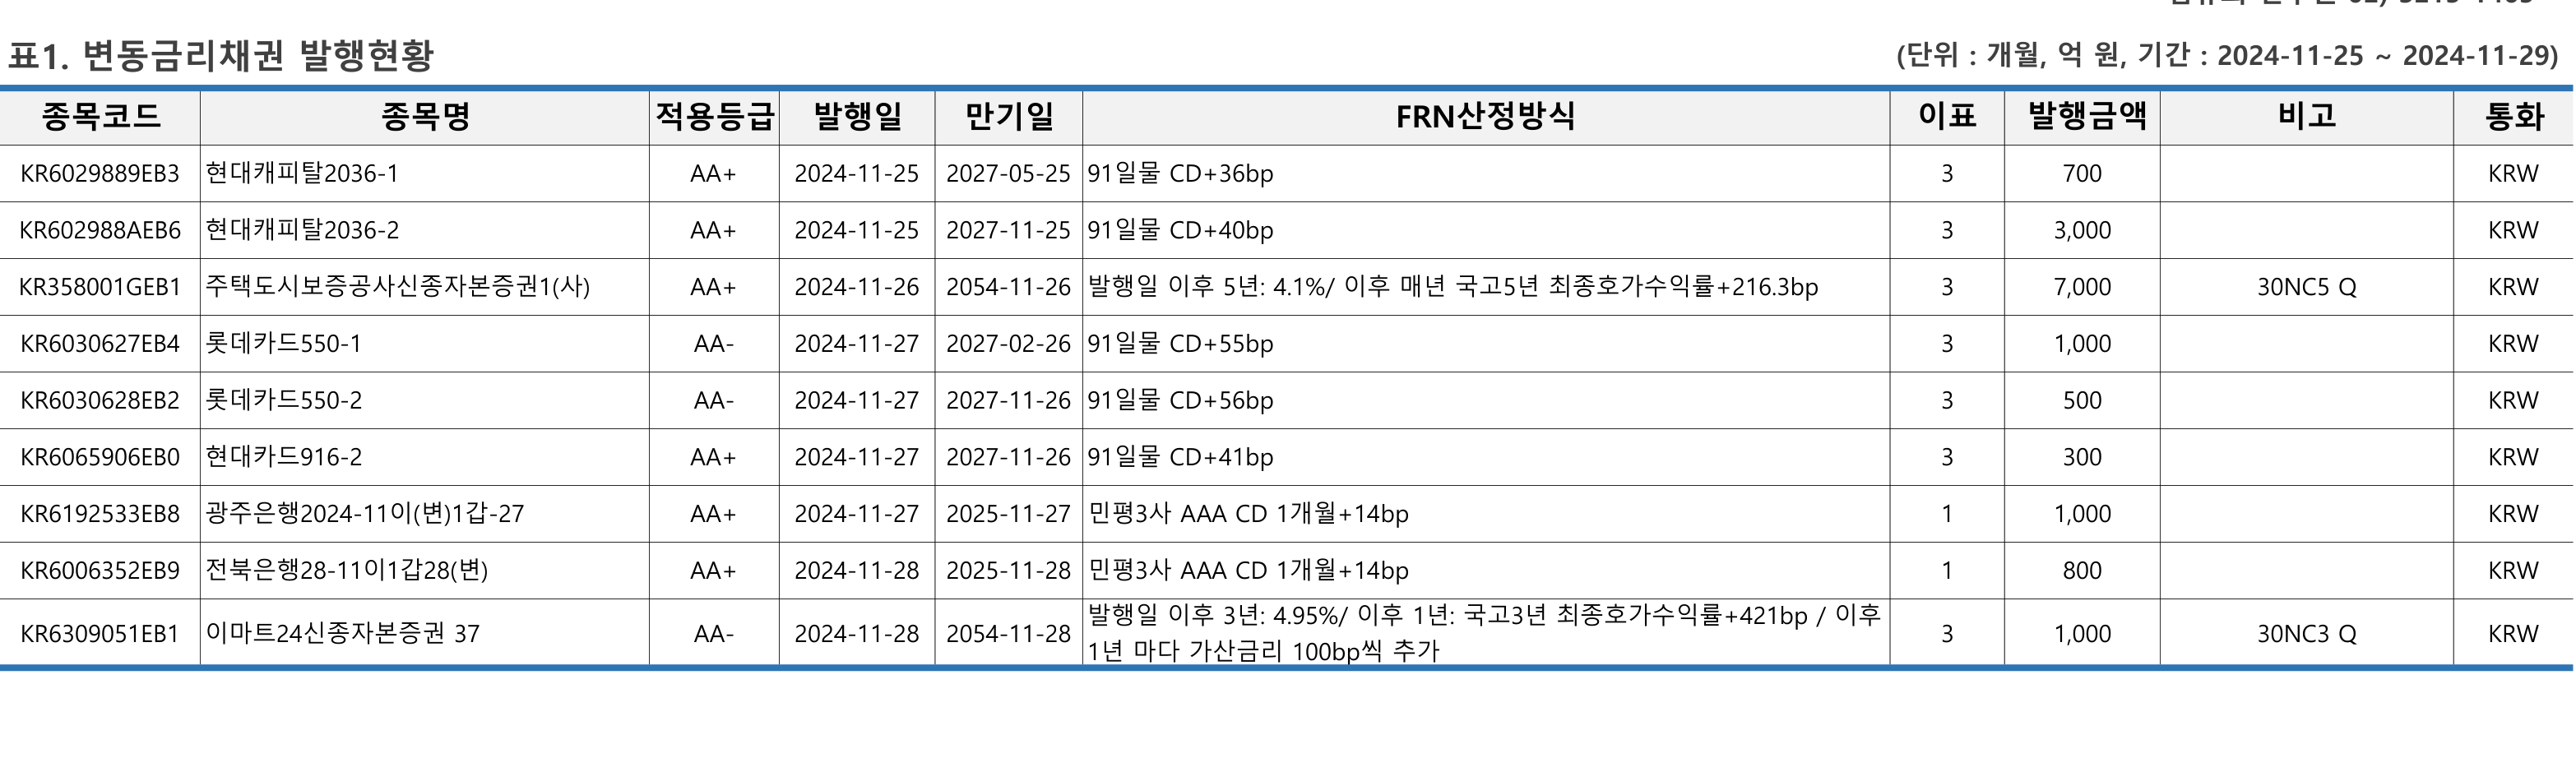 표1. 변동금리채권 발행현황
(단위 : 개월, 억 원, 기간 : 2024-11-25 ~ 2024-11-29)
종목코드 종목명 적용등급 발행일 만기일 FRN산정방식 이표 발행금액 비고 통화
KR6029889EB3 현대캐피탈2036-1 AA+ 2024-11-25 2027-05-25 91일물 CD+36bp 3 700 KRW
KR602988AEB6 현대캐피탈2036-2 AA+ 2024-11-25 2027-11-25 91일물 CD+40bp 3 3,000 KRW
KR358001GEB1 주택도시보증공사신종자본증권1(사) AA+ 2024-11-26 2054-11-26 발행일 이후 5년: 4.1%/ 이후 매년 국고5년 최종호가수익률+216.3bp 3 7,000 30NC5 Q KRW
KR6030627EB4 롯데카드550-1 AA- 2024-11-27 2027-02-26 91일물 CD+55bp 3 1,000 KRW
KR6030628EB2 롯데카드550-2 AA- 2024-11-27 2027-11-26 91일물 CD+56bp 3 500 KRW
KR6065906EB0 현대카드916-2 AA+ 2024-11-27 2027-11-26 91일물 CD+41bp 3 300 KRW
KR6192533EB8 광주은행2024-11이(변)1갑-27 AA+ 2024-11-27 2025-11-27 민평3사 AAA CD 1개월+14bp 1 1,000 KRW
KR6006352EB9 전북은행28-11이1갑28(변) AA+ 2024-11-28 2025-11-28 민평3사 AAA CD 1개월+14bp 1 800 KRW
KR6309051EB1 이마트24신종자본증권 37 AA- 2024-11-28 2054-11-28 발행일 이후 3년: 4.95%/ 이후 1년: 국고3년 최종호가수익률+421bp / 이후
1년 마다 가산금리 100bp씩 추가 3 1,000 30NC3 Q KRW